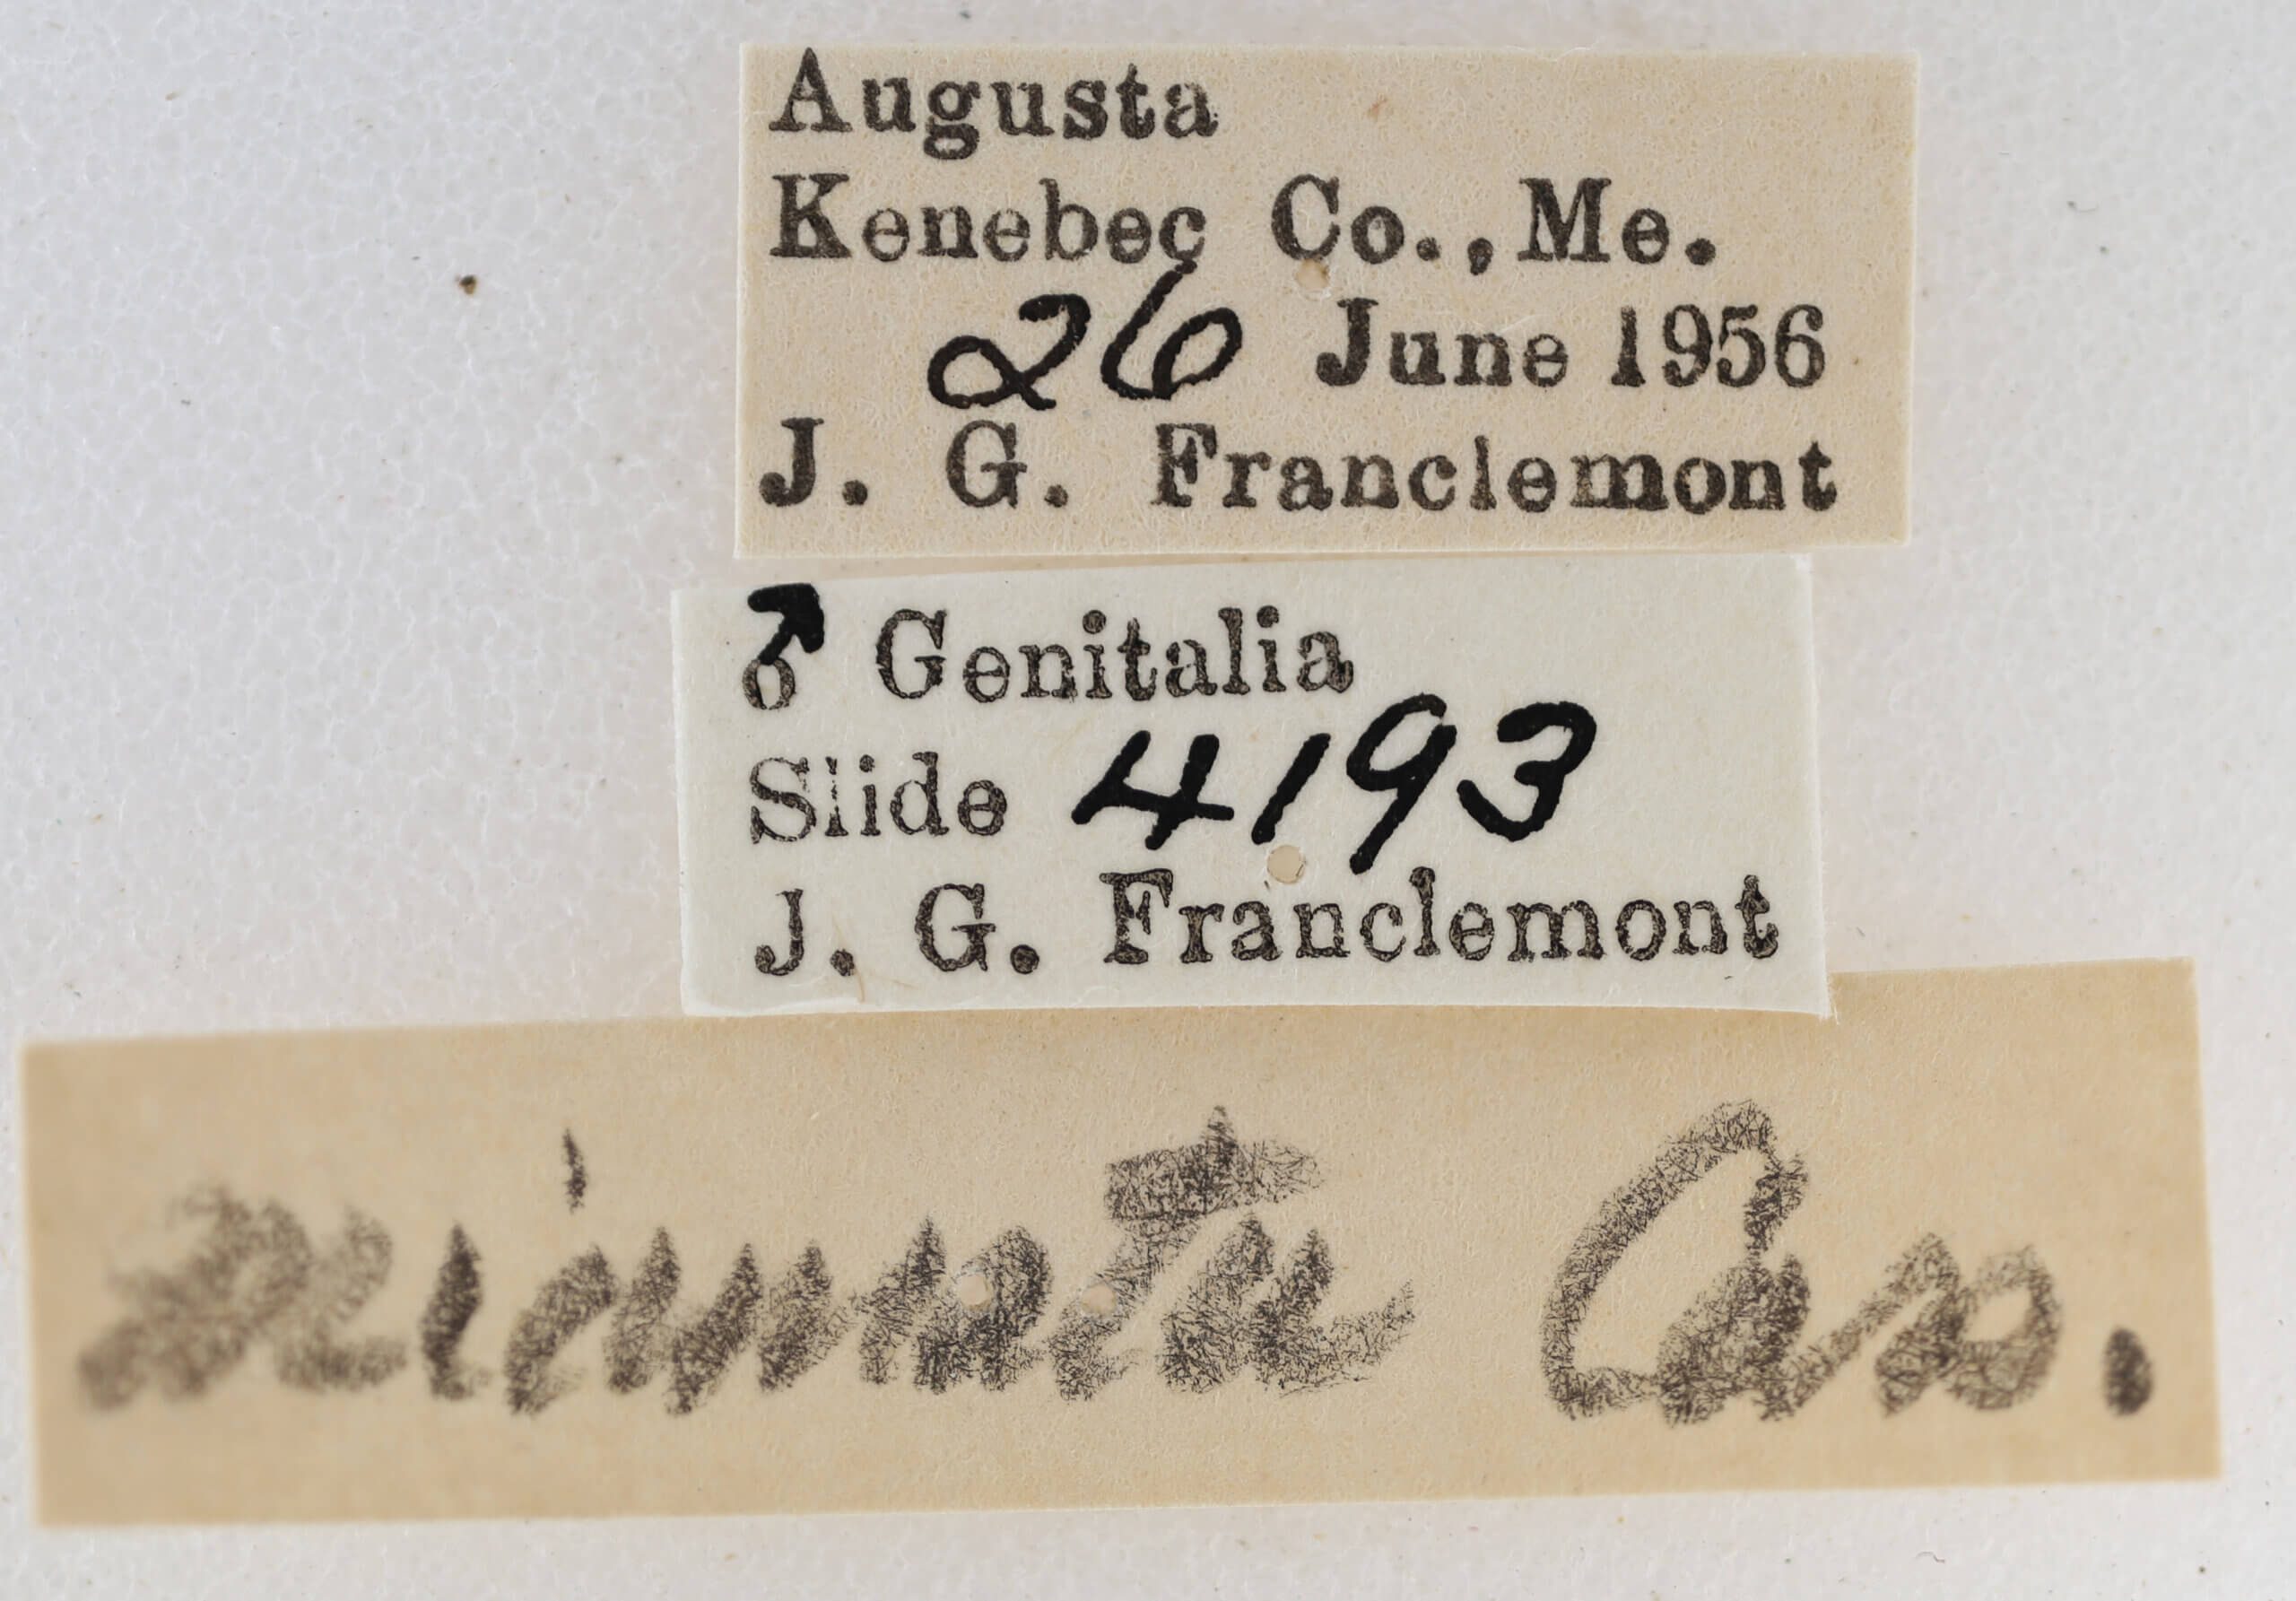 Augusta
Kenebec Co., Me.
26 June 1956
J. G. Franclemont
♂ Genitalia
Slide 4193
J. G. Franclemont